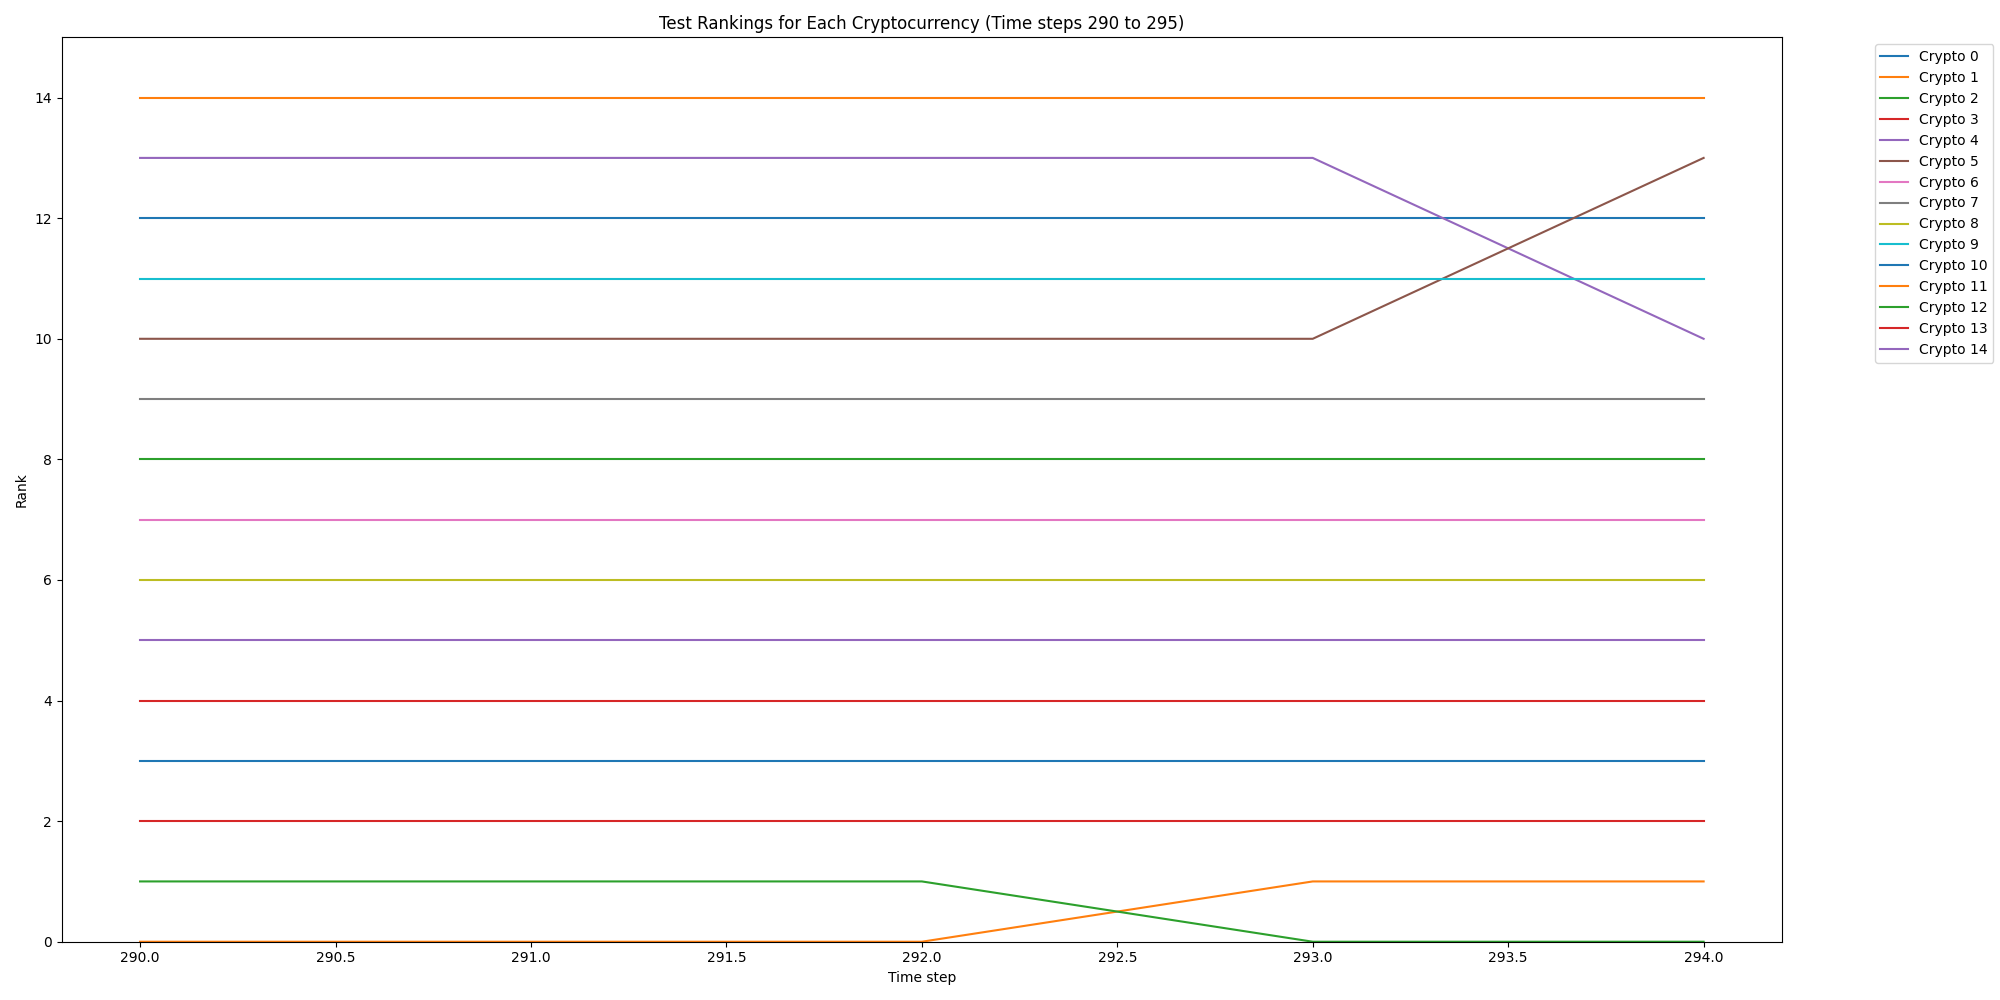 Test Rankings for Each Cryptocurrency (Time steps 290 to 295)
Crypto 0
Crypto 1
Crypto 2
Crypto 3
Crypto 4
Crypto 5
Crypto 6
Crypto 7
Crypto 8
Crypto 9
Crypto 10
Crypto 11
Crypto 12
Crypto 13
Crypto 14
14
12
10
8
6
4
2
0
Rank
290.0 290.5 291.0 291.5 292.0 292.5 293.0 293.5 294.0
Time step